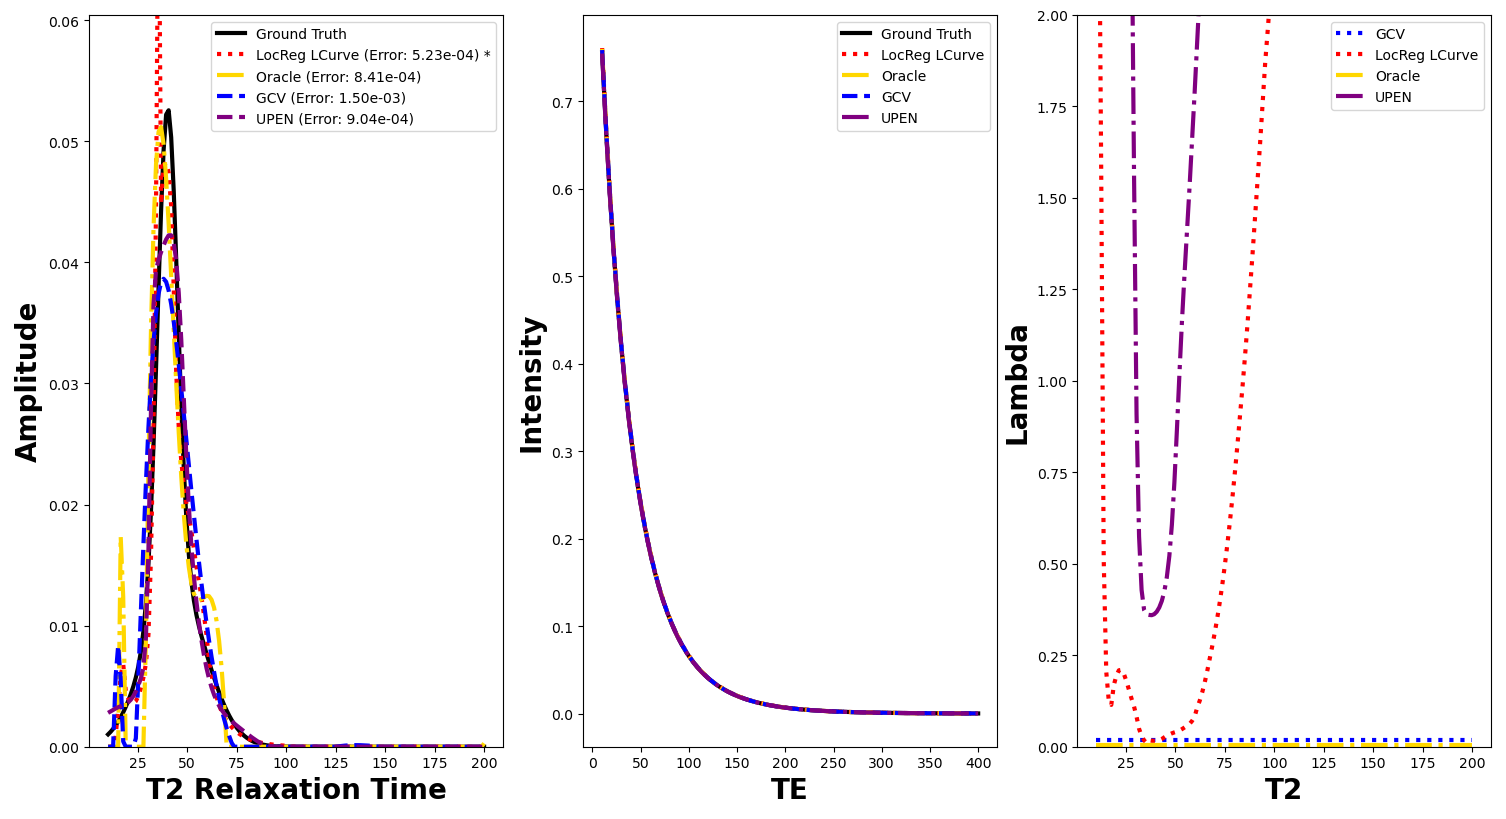 Amplitude
0.06
0.05
0.04
0.03
0.02
0.01
0.00
25 50 75 100 125 150 175 200
T2 Relaxation Time
Ground Truth
LocReg LCurve (Error: 5.23e-04) *
Oracle (Error: 8.41e-04)
GCV (Error: 1.50e-03)
UPEN (Error: 9.04e-04)
Intensity
0.7
0.6
0.5
0.4
0.3
0.2
0.1
0.0
0 50 100 150 200 250 300 350 400
TE
Ground Truth
LocReg LCurve
Oracle
GCV
UPEN
Lambda
2.00
1.75
1.50
1.25
1.00
0.75
0.50
0.25
0.00
25 50 75 100 125 150 175 200
T2
GCV
LocReg LCurve
Oracle
UPEN